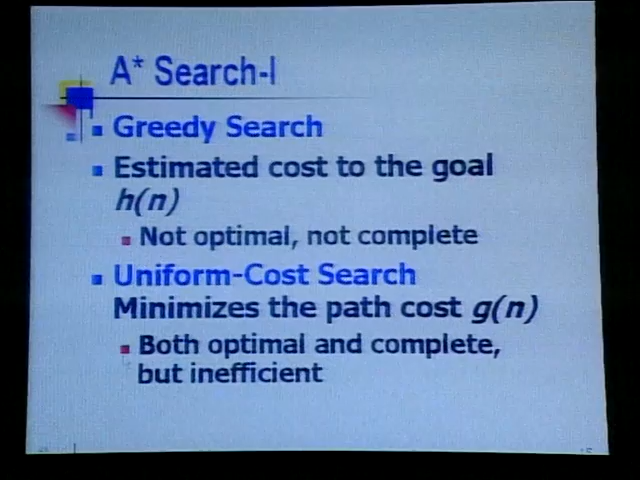 A* Search-I
Greedy Search
Estimated cost to the goal
h(n)
Not optimal, not complete
Uniform-Cost Search
Minimizes the path cost g(n)
Both optimal and complete,
but inefficient